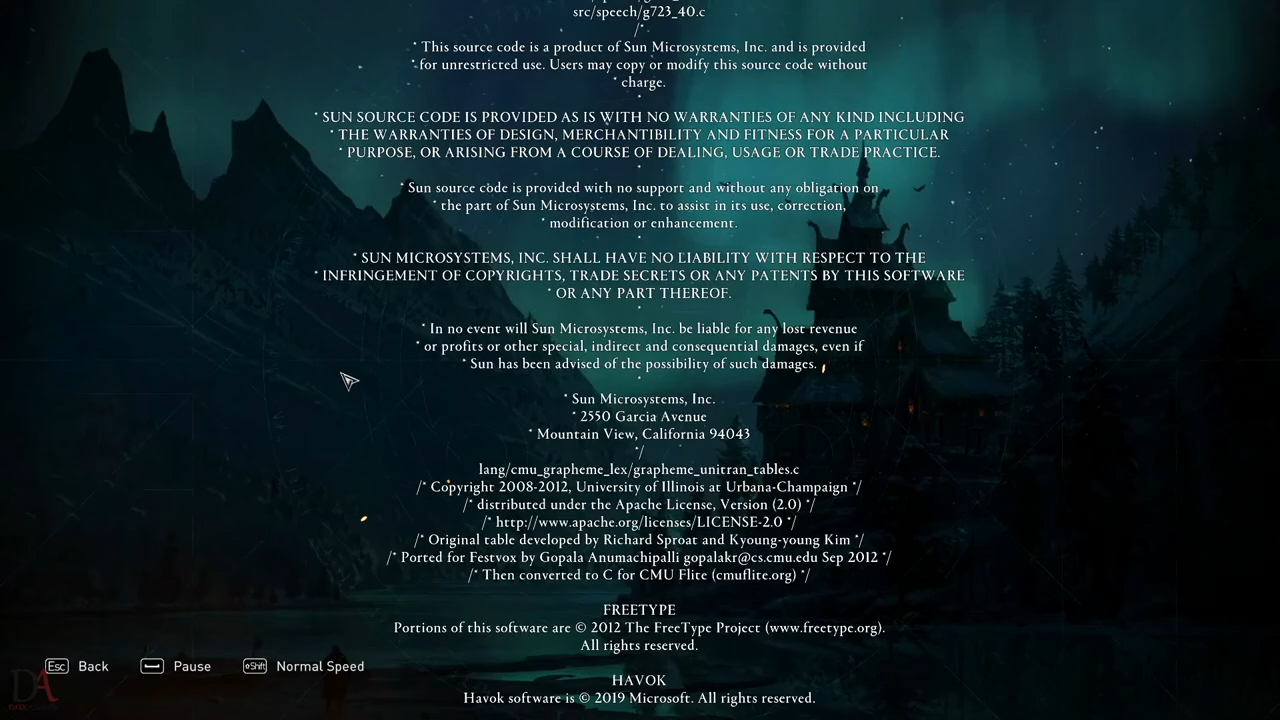 src/speech/g723_40.c
/*
* This source code is a product of Sun Microsystems, Inc. and is provided
* for unrestricted use. Users may copy or modify this source code without
* charge.
*
* SUN SOURCE CODE IS PROVIDED AS IS WITH NO WARRANTIES OF ANY KIND INCLUDING
* THE WARRANTIES OF DESIGN, MERCHANTIBILITY AND FITNESS FOR A PARTICULAR
* PURPOSE, OR ARISING FROM A COURSE OF DEALING, USAGE OR TRADE PRACTICE.
*
* Sun source code is provided with no support and without any obligation on
* the part of Sun Microsystems, Inc. to assist in its use, correction,
* modification or enhancement.
*
* SUN MICROSYSTEMS, INC. SHALL HAVE NO LIABILITY WITH RESPECT TO THE
* INFRINGEMENT OF COPYRIGHTS, TRADE SECRETS OR ANY PATENTS BY THIS SOFTWARE
* OR ANY PART THEREOF.
*
* In no event will Sun Microsystems, Inc. be liable for any lost revenue
* or profits or other special, indirect and consequential damages, even if
* Sun has been advised of the possibility of such damages.
*
* Sun Microsystems, Inc.
* 2550 Garcia Avenue
* Mountain View, California 94043
*/
lang/cmu_grapheme_lex/grapheme_unitran_tables.c
/* Copyright 2008-2012, University of Illinois at Urbana-Champaign */
/* distributed under the Apache License, Version (2.0) */
/* http://www.apache.org/licenses/LICENSE-2.0 */
/* Original table developed by Richard Sproat and Kyoung-young Kim */
/* Ported for Festvox by Gopala Anumachipalli gopalakr@cs.cmu.edu Sep 2012 */
/* Then converted to C for CMU Flite (cmuflite.org) */
FREETYPE
Portions of this software are © 2012 The FreeType Project (www.freetype.org).
All rights reserved.
HAVOK
Havok software is © 2019 Microsoft. All rights reserved.
Esc Back Pause Shift Normal Speed
DA